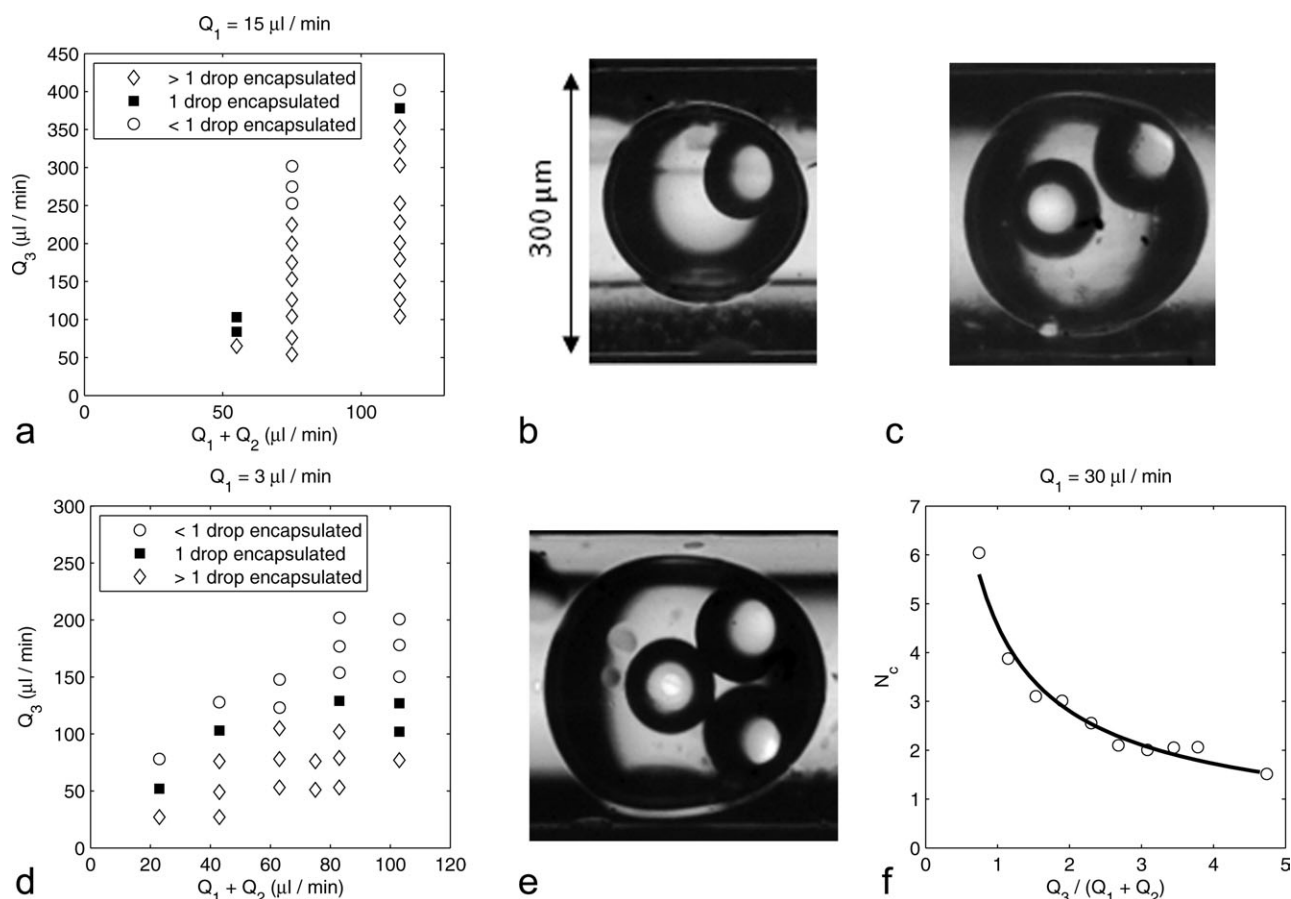 Q1 = 15 μl / min
450
400
350
300
250
200
150
100
50
0
Q3 (μl / min)
> 1 drop encapsulated
1 drop encapsulated
< 1 drop encapsulated
0
50
100
Q1 + Q2 (μl / min)
a
300 μm
b
c
Q1 = 3 μl / min
300
250
200
150
100
50
0
Q3 (μl / min)
< 1 drop encapsulated
1 drop encapsulated
> 1 drop encapsulated
0 20 40 60 80 100 120
Q1 + Q2 (μl / min)
d
e
Q1 = 30 μl / min
7
6
5
4
3
2
1
0
Nc
0 1 2 3 4 5
Q3 / (Q1 + Q2)
f